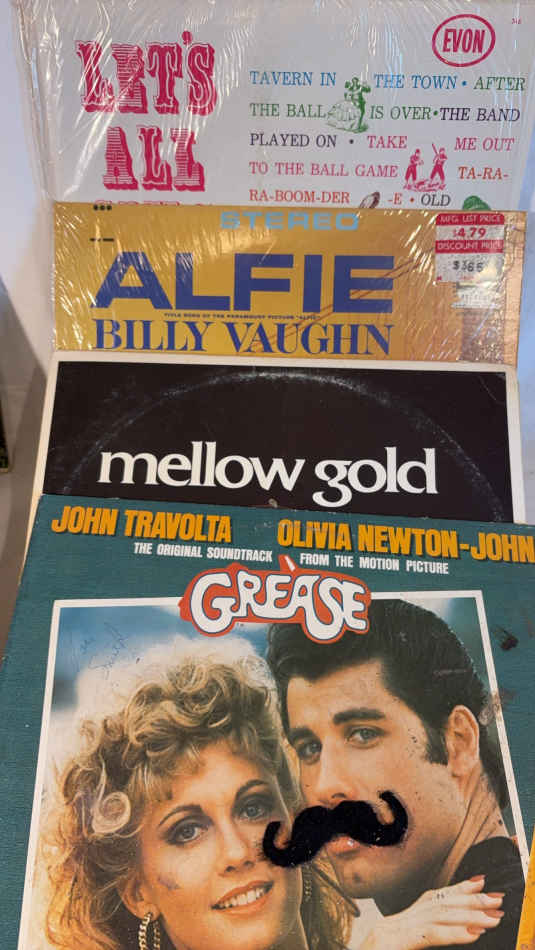 EVON
LET'S
ALL
TAVERN IN THE TOWN • AFTER
THE BALL IS OVER • THE BAND
PLAYED ON • TAKE ME OUT
TO THE BALL GAME TA-RA-
RA-BOOM-DER -E • OLD
STEREO
MFG. LIST PRICE
$4.79
DISCOUNT PRICE
ALFIE
TITLE SONG OF THE PARAMOUNT PICTURE "ALFIE"
BILLY VAUGHN
mellow gold
JOHN TRAVOLTA OLIVIA NEWTON-JOHN
THE ORIGINAL SOUNDTRACK FROM THE MOTION PICTURE
GREASE